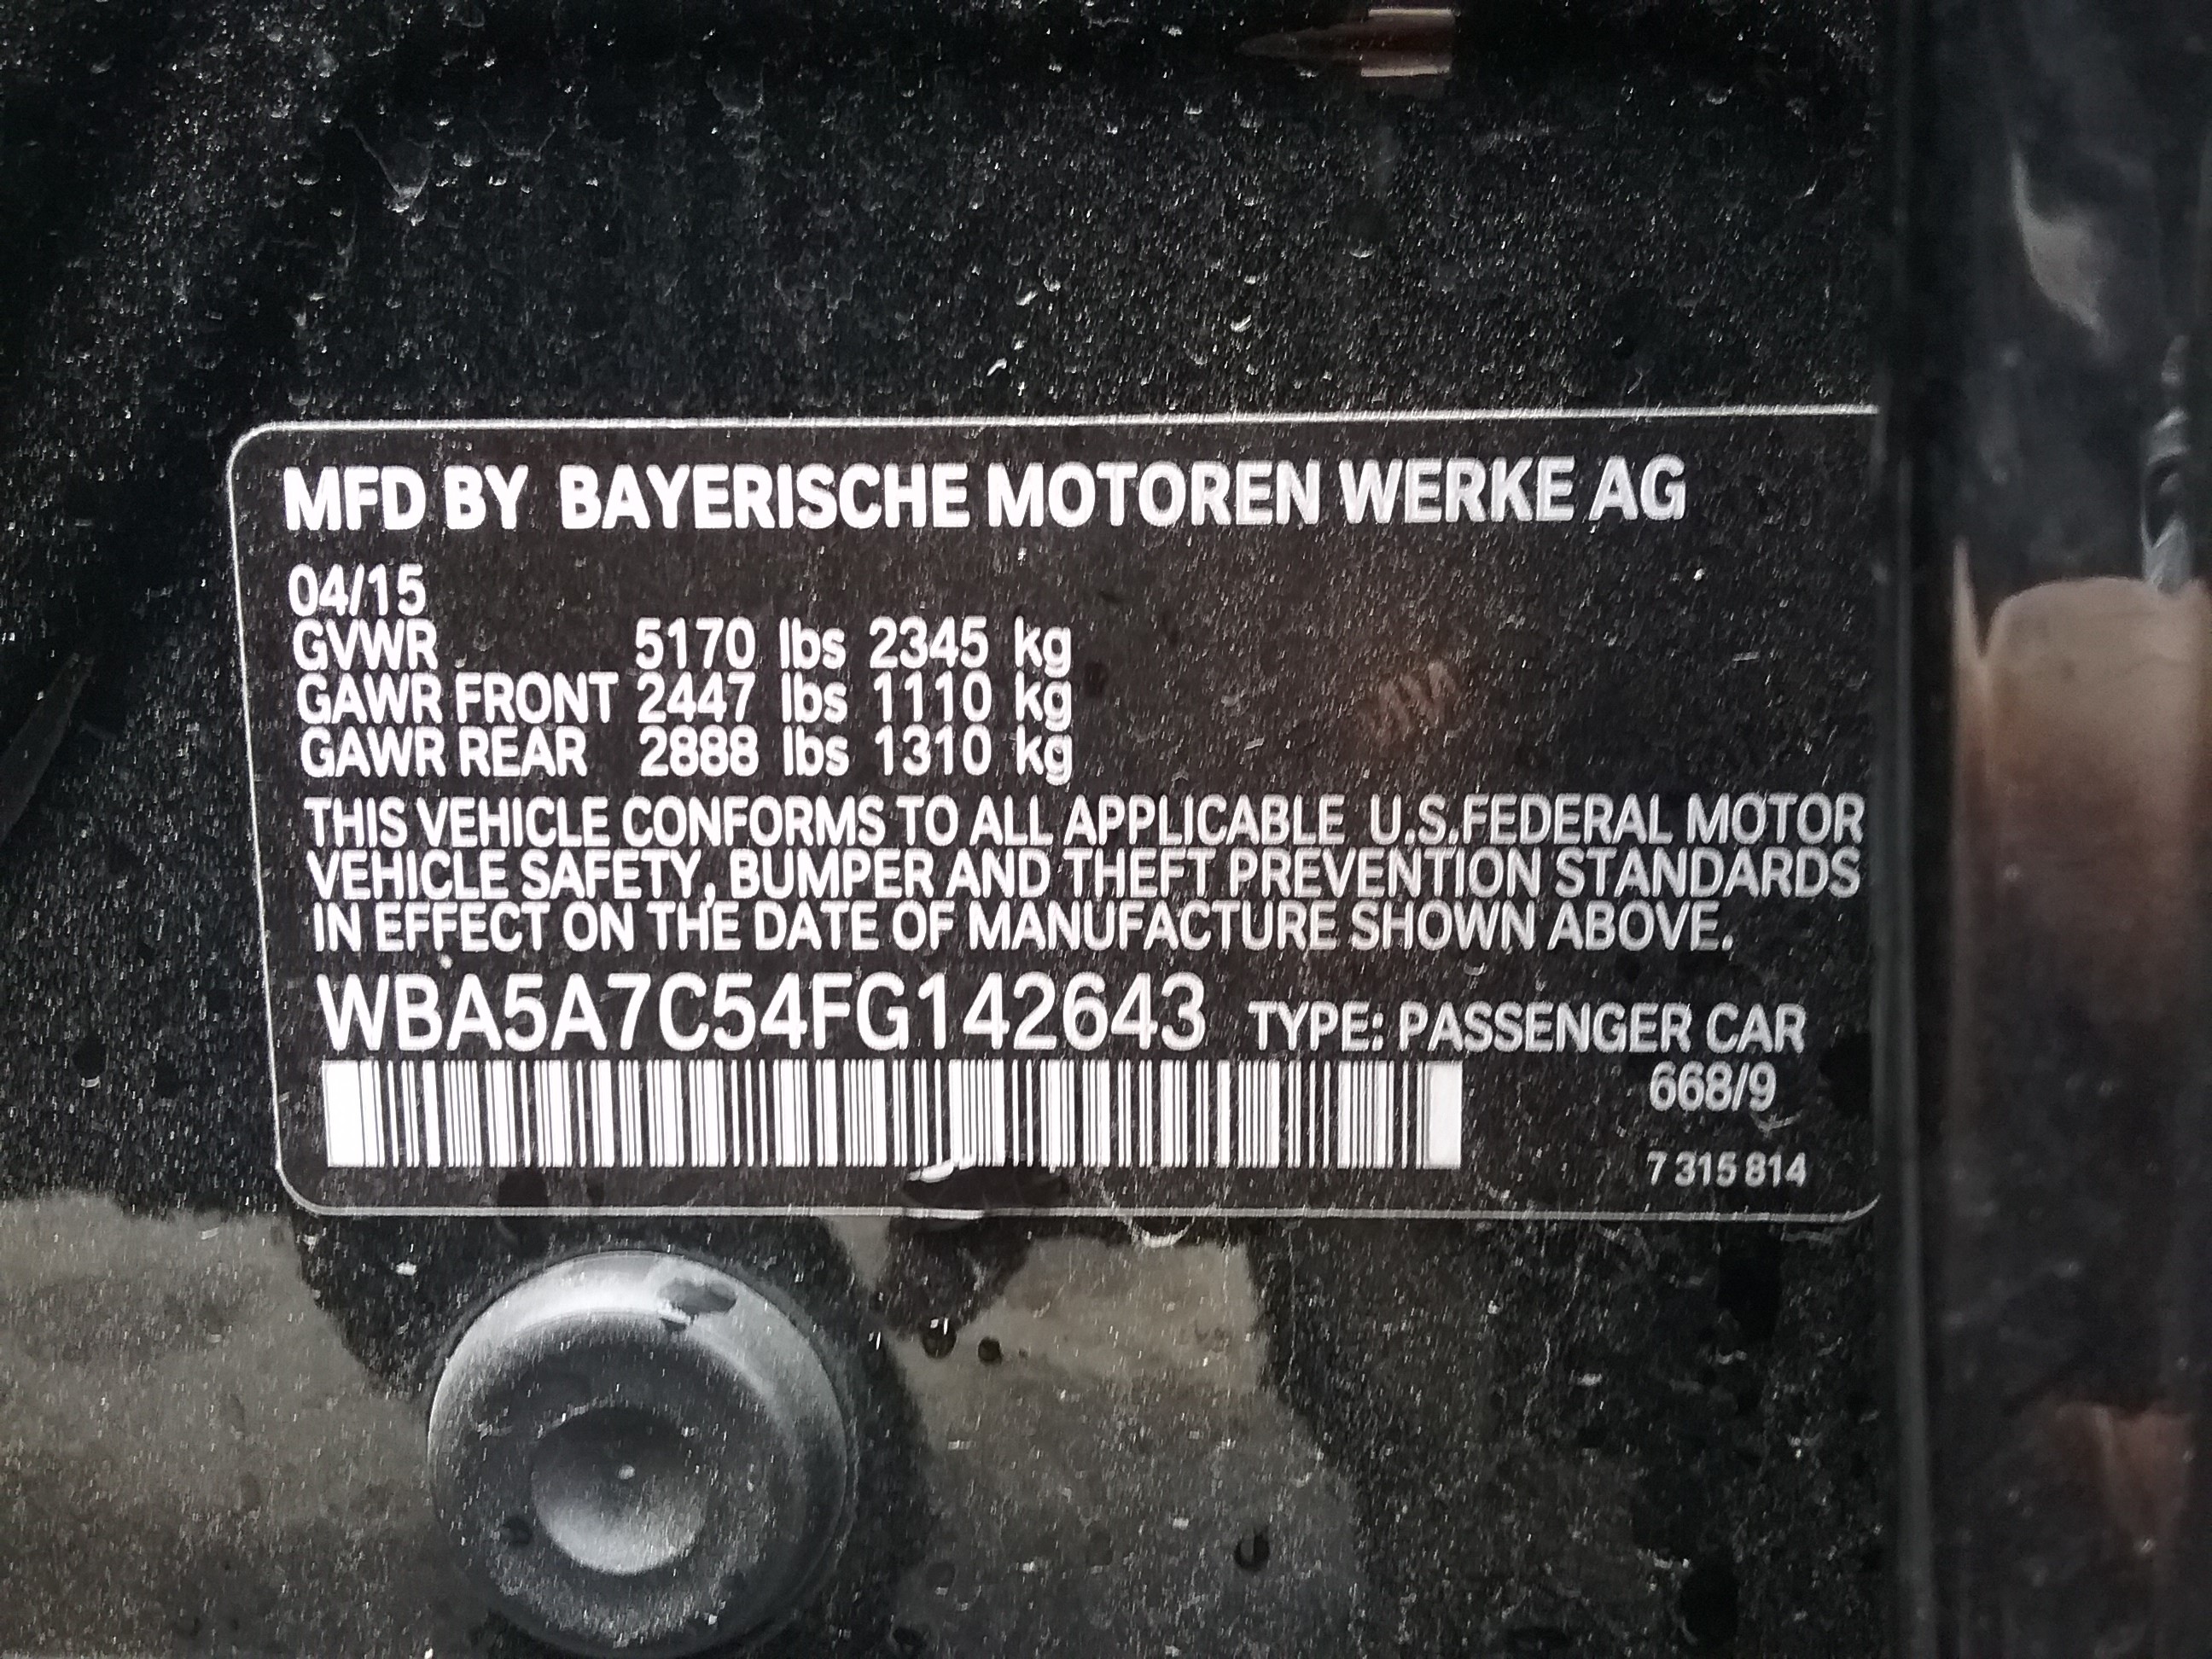 MFD BY BAYERISCHE MOTOREN WERKE AG
04/15
GVWR 5170 lbs 2345 kg
GAWR FRONT 2447 lbs 1110 kg
GAWR REAR 2888 lbs 1310 kg
THIS VEHICLE CONFORMS TO ALL APPLICABLE U.S.FEDERAL MOTOR
VEHICLE SAFETY, BUMPER AND THEFT PREVENTION STANDARDS
IN EFFECT ON THE DATE OF MANUFACTURE SHOWN ABOVE.
WBA5A7C54FG142643 TYPE: PASSENGER CAR
668/9
7 315 814